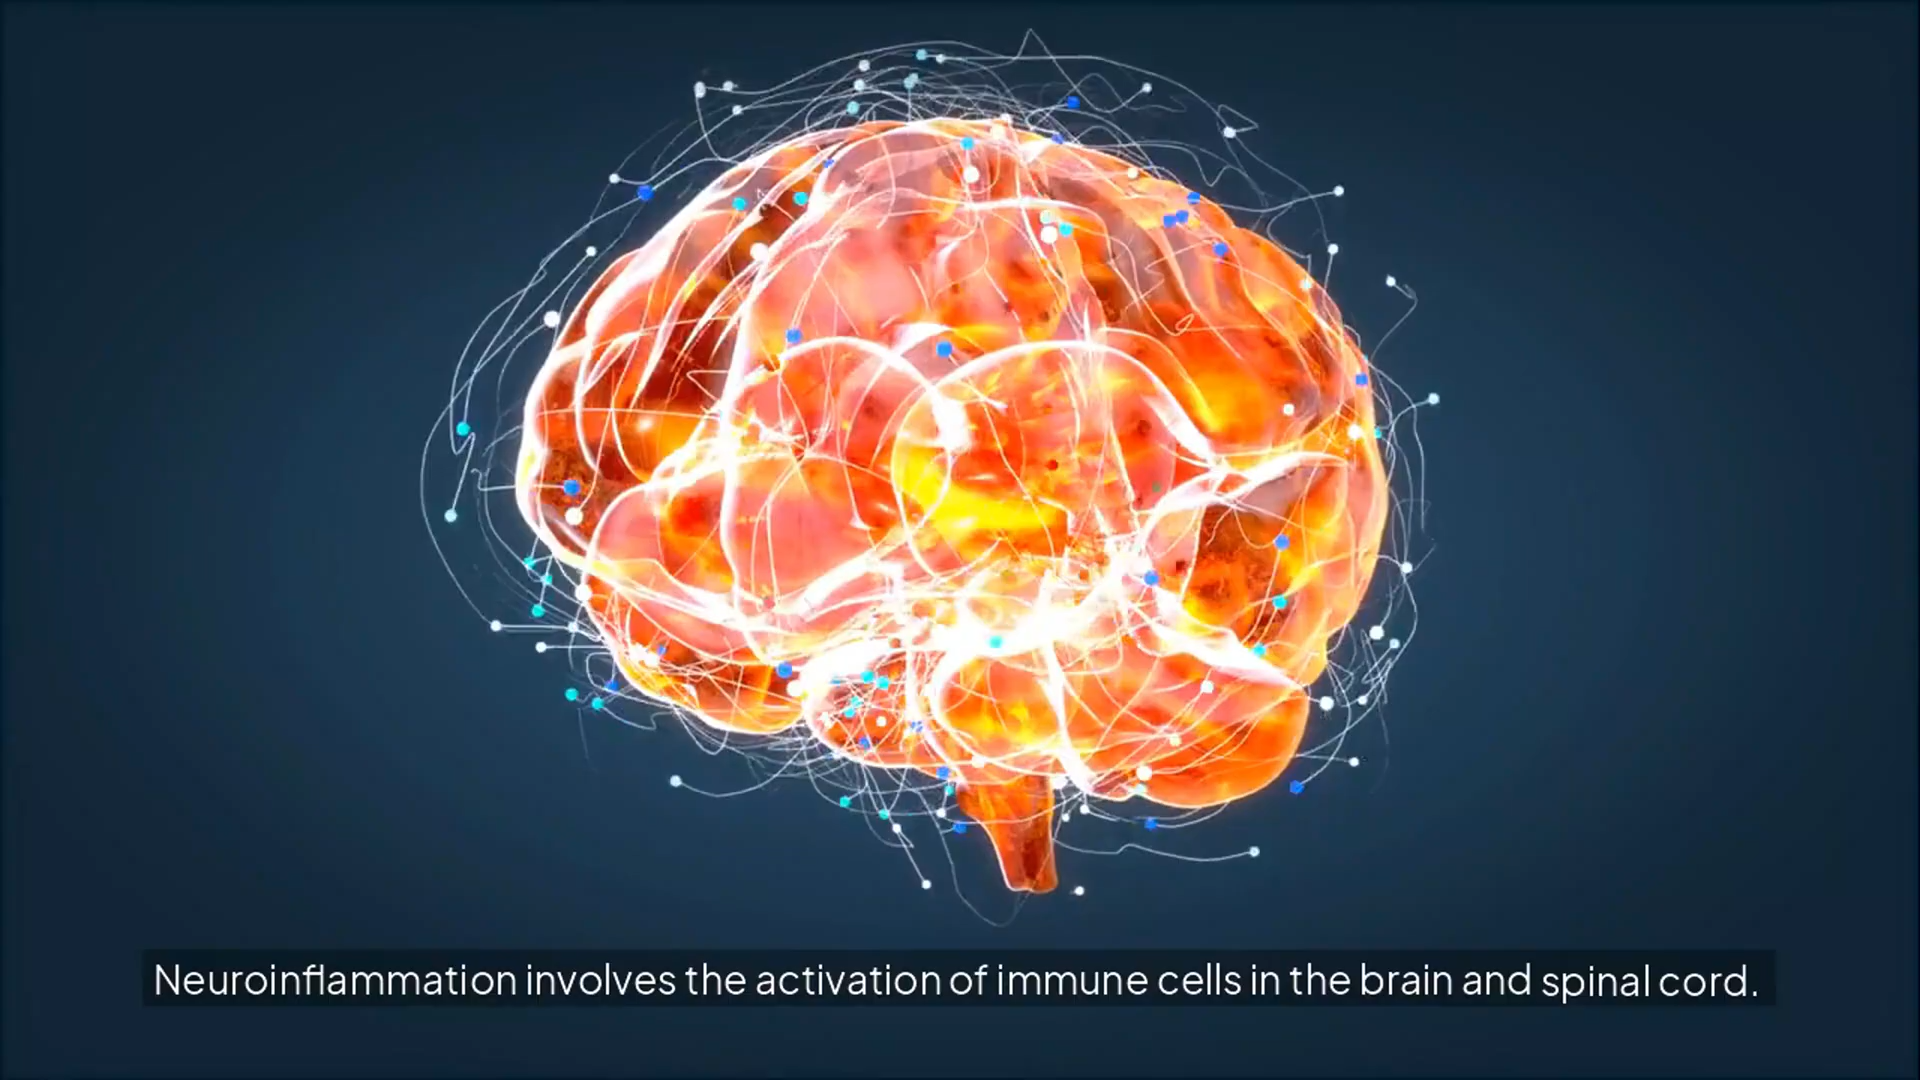 Neuroinflammation involves the activation of immune cells in the brain and spinal cord.